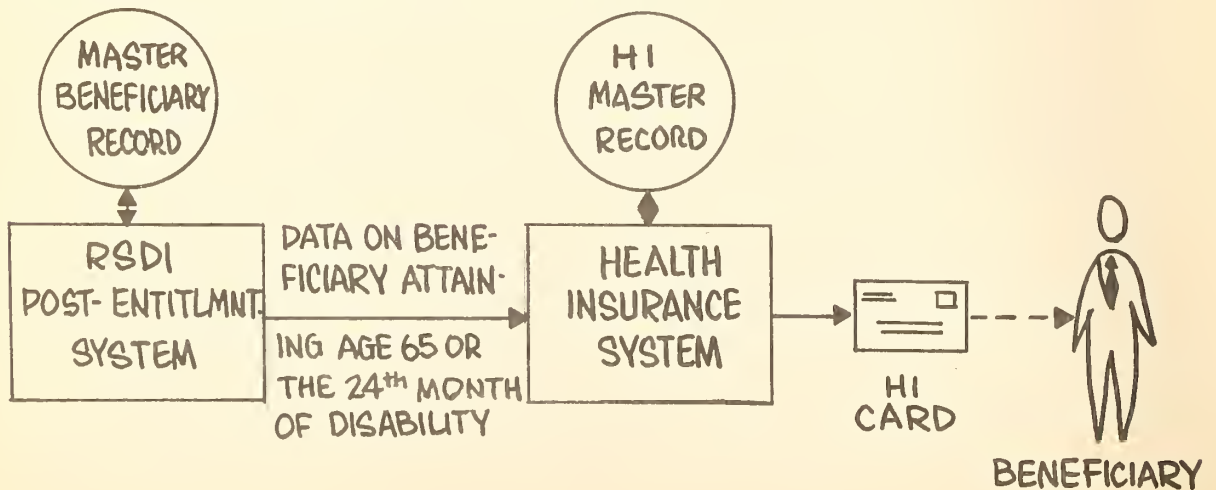 MASTER
BENEFICIARY
RECORD
HI
MASTER
RECORD
RSDI
POST-ENTITLMNT.
SYSTEM
DATA ON BENE-
FICIARY ATTAIN-
ING AGE 65 OR
THE 24th MONTH
OF DISABILITY
HEALTH
INSURANCE
SYSTEM
HI
CARD
BENEFICIARY